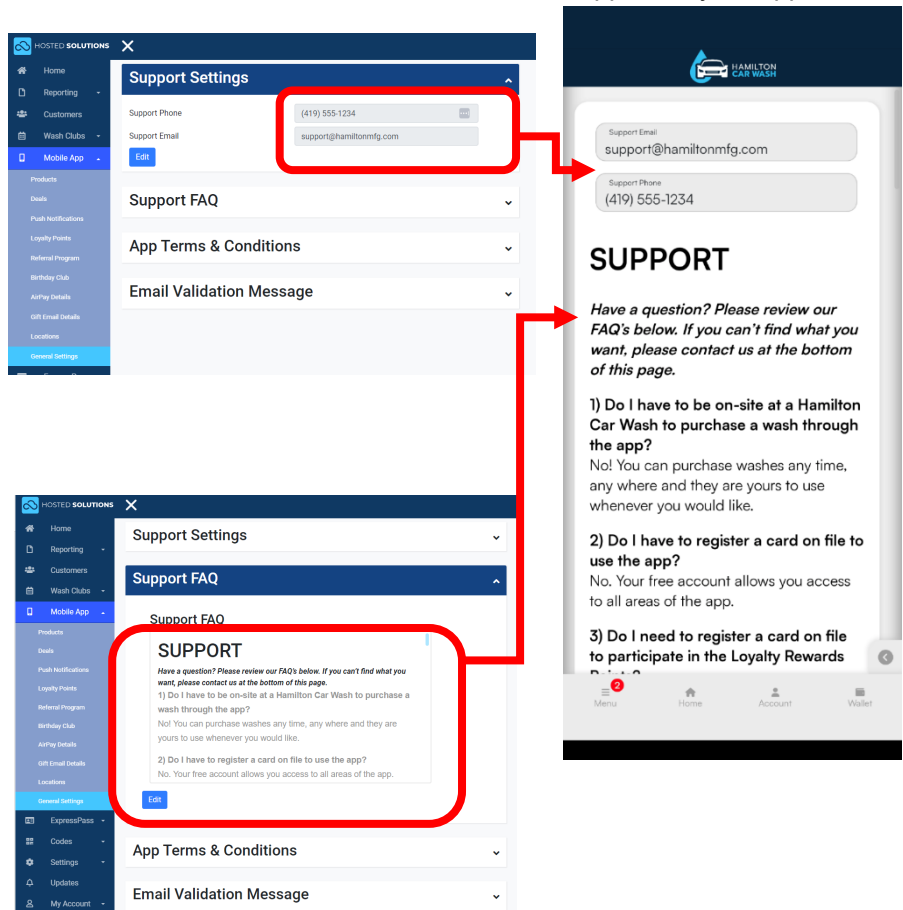 HOSTED SOLUTIONS
Home
Reporting
Customers
Wash Clubs
Mobile App
Products
Deals
Push Notifications
Loyalty Points
Referral Program
Birthday Club
AirPay Details
Gift Email Details
Locations
General Settings
Support Settings
Support Phone
(419) 555-1234
Support Email
support@hamiltonmfg.com
Edit
Support FAQ
App Terms & Conditions
Email Validation Message
HOSTED SOLUTIONS
Home
Reporting
Customers
Wash Clubs
Mobile App
Products
Deals
Push Notifications
Loyalty Points
Referral Program
Birthday Club
AirPay Details
Gift Email Details
Locations
General Settings
ExpressPass
Codes
Settings
Updates
My Account
Support Settings
Support FAQ
Support FAQ
SUPPORT
Have a question? Please review our FAQ's below. If you can't find what you
want, please contact us at the bottom of this page.
1) Do I have to be on-site at a Hamilton Car Wash to purchase a
wash through the app?
No! You can purchase washes any time, any where and they are
yours to use whenever you would like.
2) Do I have to register a card on file to use the app?
No. Your free account allows you access to all areas of the app.
Edit
App Terms & Conditions
Email Validation Message
HAMILTON
CAR WASH
Support Email
support@hamiltonmfg.com
Support Phone
(419) 555-1234
SUPPORT
Have a question? Please review our
FAQ's below. If you can't find what you
want, please contact us at the bottom
of this page.
1) Do I have to be on-site at a Hamilton
Car Wash to purchase a wash through
the app?
No! You can purchase washes any time,
any where and they are yours to use
whenever you would like.
2) Do I have to register a card on file to
use the app?
No. Your free account allows you access
to all areas of the app.
3) Do I need to register a card on file
to participate in the Loyalty Rewards
2
Menu
Home
Account
Wallet